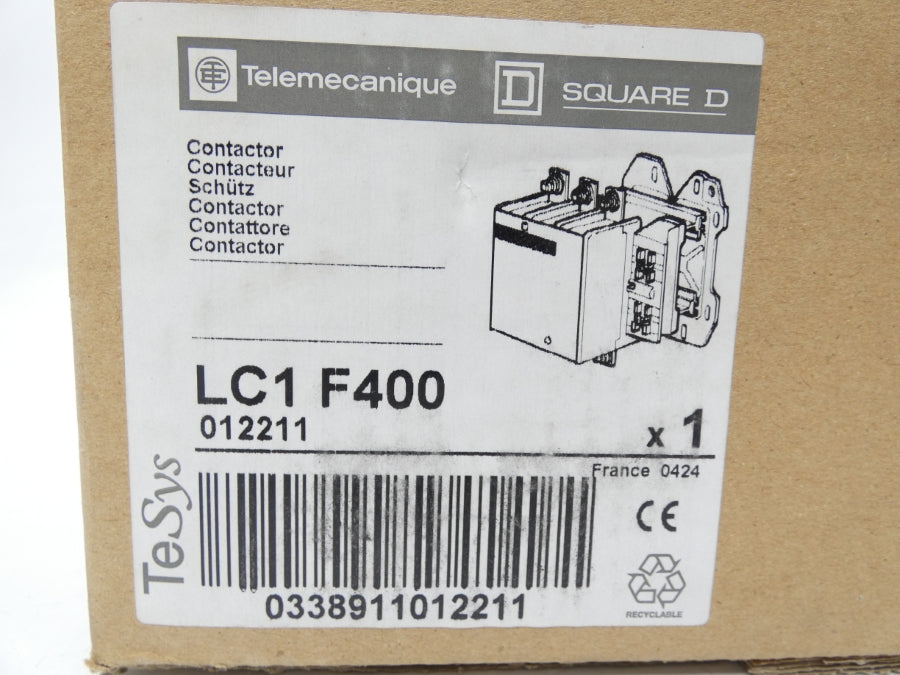 Telemecanique
SQUARE D
Contactor
Contacteur
Schütz
Contactor
Contattore
Contactor
LC1 F400
012211
x 1
France 0424
TeSys
CE
0338911012211
RECYCLABLE